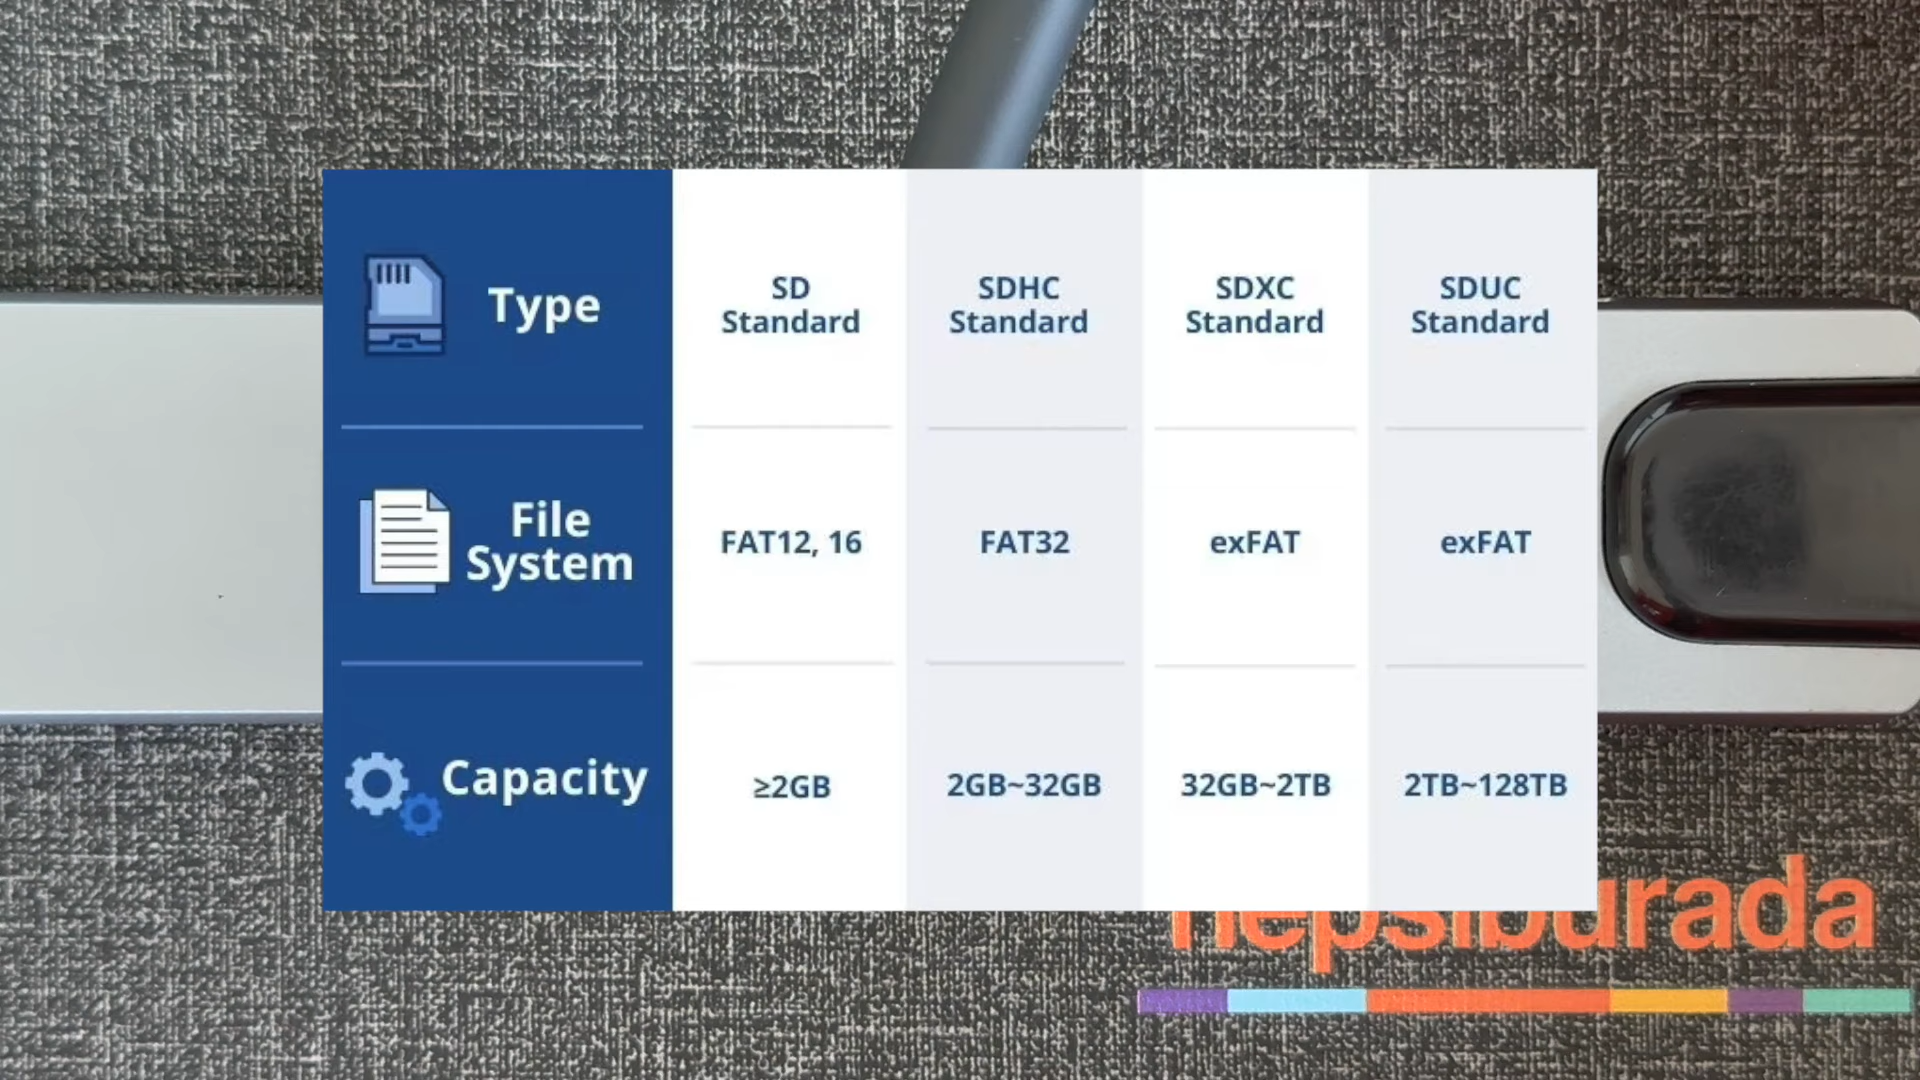 Type
SD
Standard
SDHC
Standard
SDXC
Standard
SDUC
Standard
File
System
FAT12, 16
FAT32
exFAT
exFAT
Capacity
≥2GB
2GB~32GB
32GB~2TB
2TB~128TB
hepsiburada